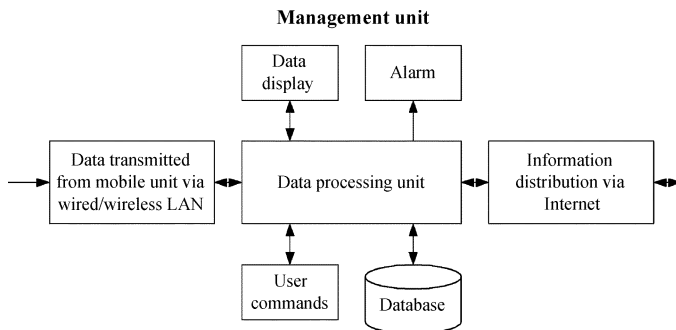 Management unit
Data
display
Alarm
Data transmitted
from mobile unit via
wired/wireless LAN
Data processing unit
Information
distribution via
Internet
User
commands
Database